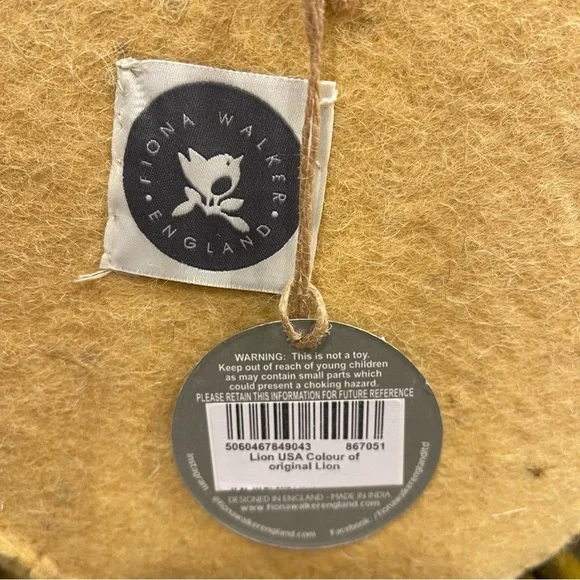 • FIONA WALKER •
ENGLAND
WARNING: This is not a toy.
Keep out of reach of young children
as may contain small parts which
could present a choking hazard.
PLEASE RETAIN THIS INFORMATION FOR FUTURE REFERENCE
5060467849043 867051
Lion USA Colour of
original Lion
DESIGNED IN ENGLAND - MADE IN INDIA
www.fionawalkerengland.com
Instagram
@fionawalkerengland
Facebook /fionawalkerenglandltd